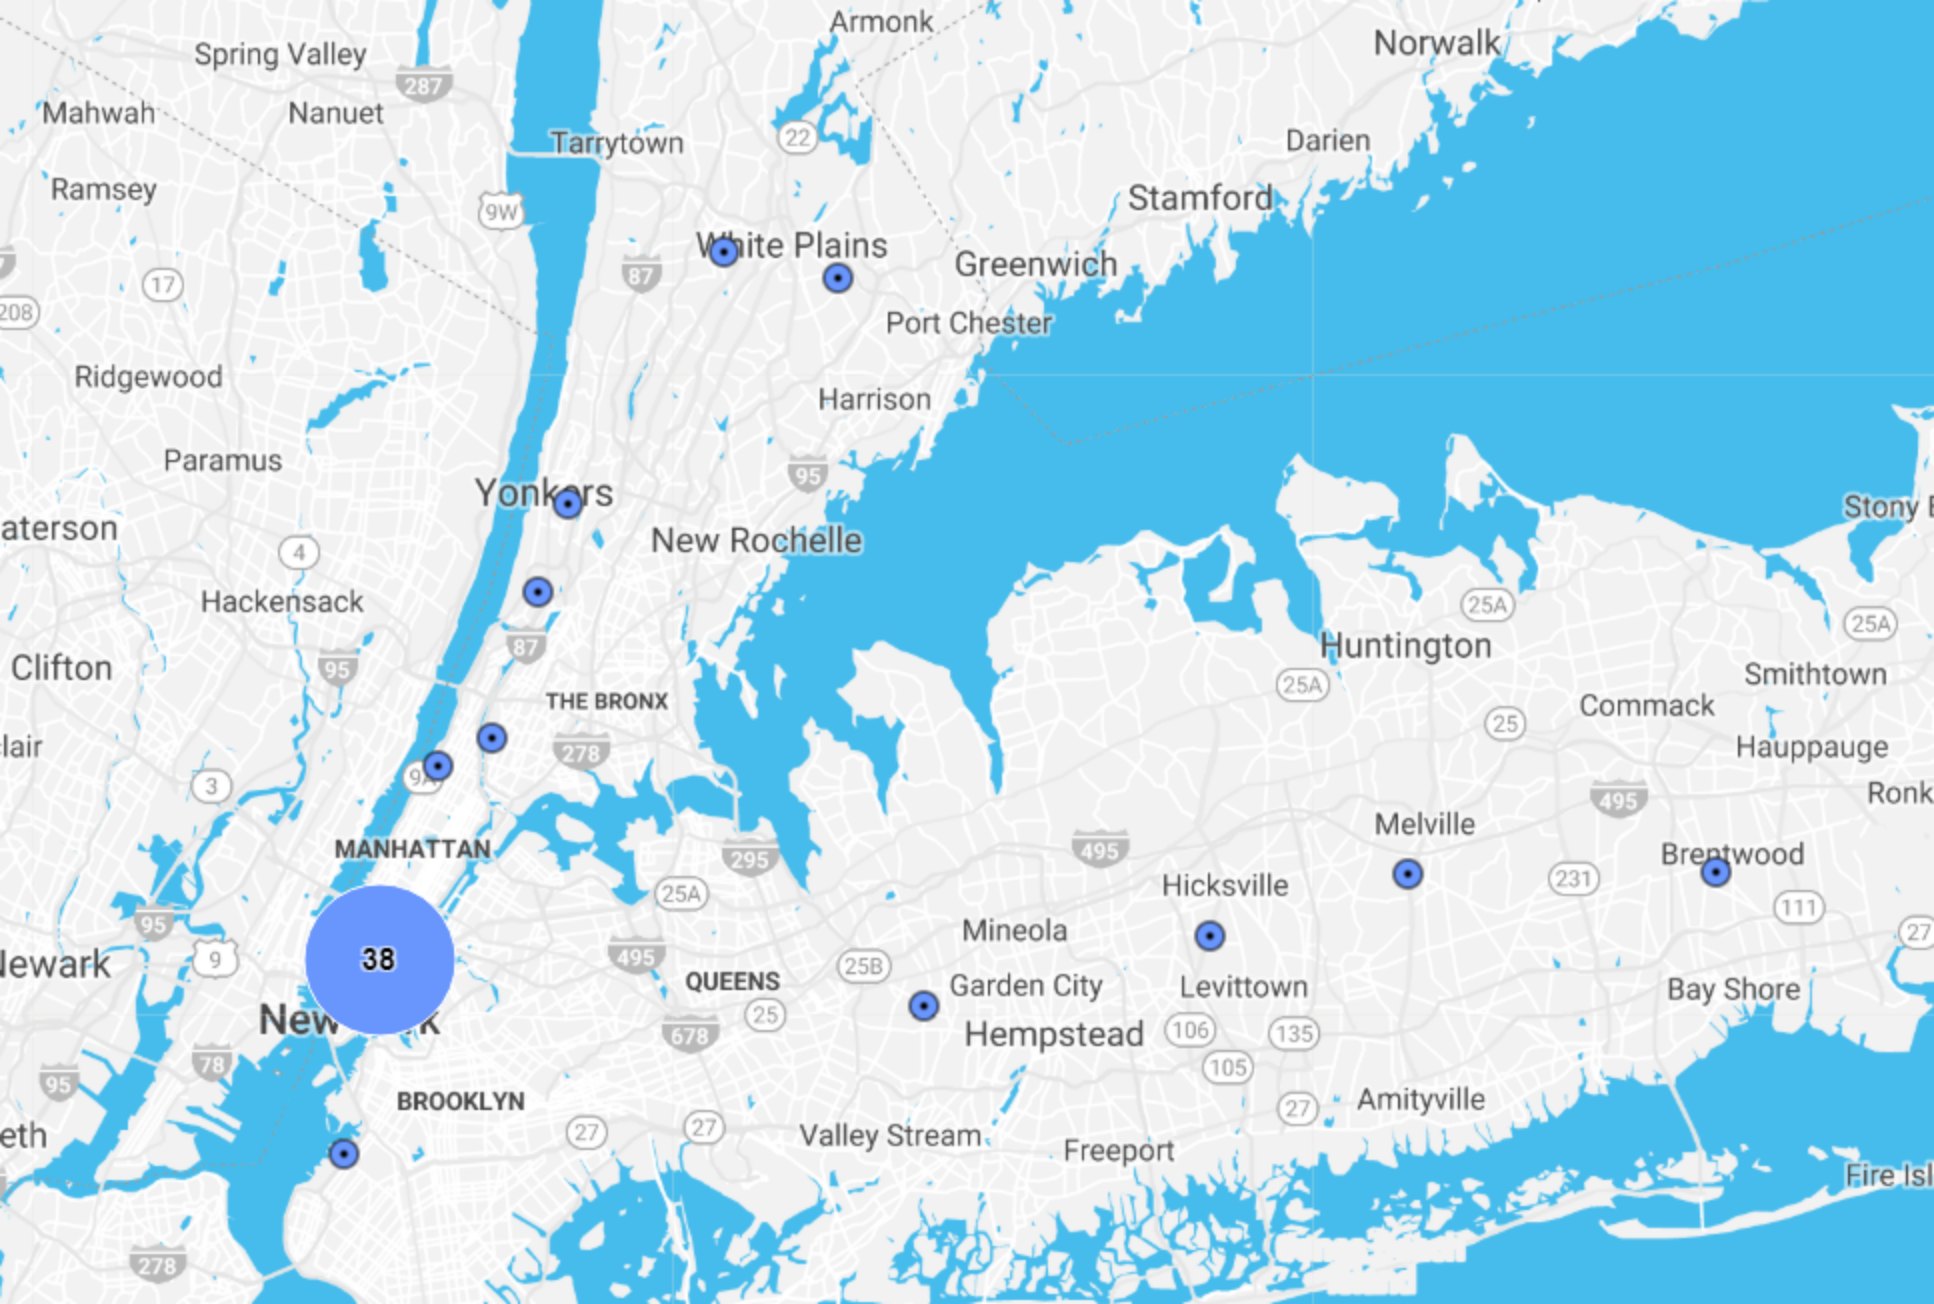 Armonk
Norwalk
Spring Valley
287
Mahwah
Nanuet
22
Tarrytown
Darien
Ramsey
Stamford
9W
White Plains
Greenwich
87
17
208
Port Chester
Ridgewood
Harrison
Paramus
95
Yonkers
Stony
aterson
New Rochelle
4
Hackensack
25A
25A
87
Huntington
Clifton
95
Smithtown
25A
THE BRONX
Commack
25
lair
278
Hauppauge
9A
3
495
Ronk
Melville
MANHATTAN
495
295
Brentwood
231
Hicksville
25A
111
95
Mineola
27
9
38
495
25B
Newark
QUEENS
Garden City
Levittown
Bay Shore
25
New k
678
Hempstead
106
135
78
105
95
BROOKLYN
27
Amityville
27
27
eth
Valley Stream
Freeport
Fire Isl
278